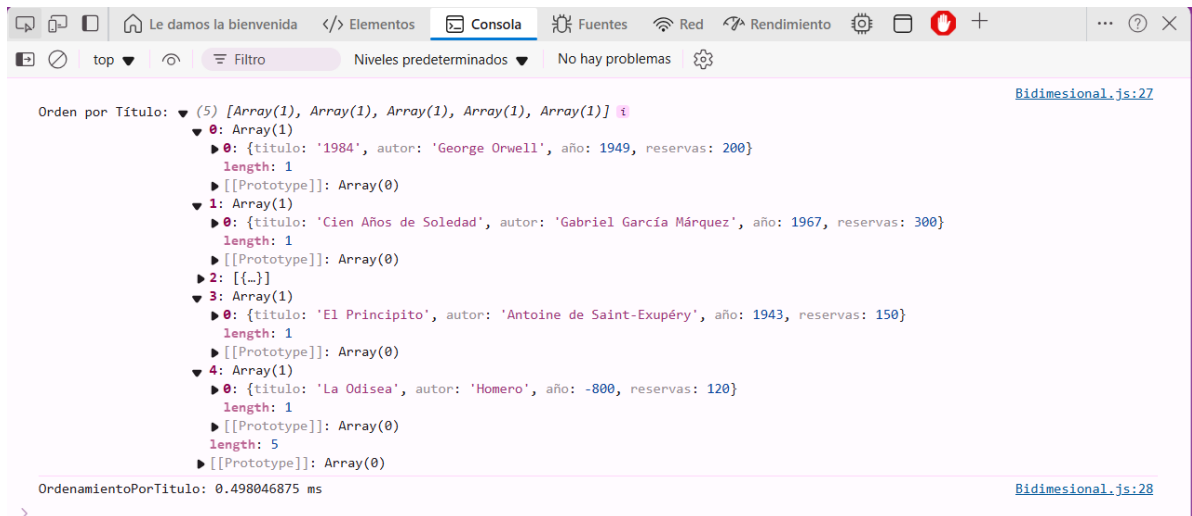 Le damos la bienvenida </> Elementos Consola Fuentes Red Rendimiento
top Filtro Niveles predeterminados No hay problemas
Bidimesional.js:27
Orden por Título: (5) [Array(1), Array(1), Array(1), Array(1), Array(1)] i
0: Array(1)
0: {titulo: '1984', autor: 'George Orwell', año: 1949, reservas: 200}
length: 1
[[Prototype]]: Array(0)
1: Array(1)
0: {titulo: 'Cien Años de Soledad', autor: 'Gabriel García Márquez', año: 1967, reservas: 300}
length: 1
[[Prototype]]: Array(0)
2: [{…}]
3: Array(1)
0: {titulo: 'El Principito', autor: 'Antoine de Saint-Exupéry', año: 1943, reservas: 150}
length: 1
[[Prototype]]: Array(0)
4: Array(1)
0: {titulo: 'La Odisea', autor: 'Homero', año: -800, reservas: 120}
length: 1
[[Prototype]]: Array(0)
length: 5
[[Prototype]]: Array(0)
OrdenamientoPorTitulo: 0.498046875 ms Bidimesional.js:28
>